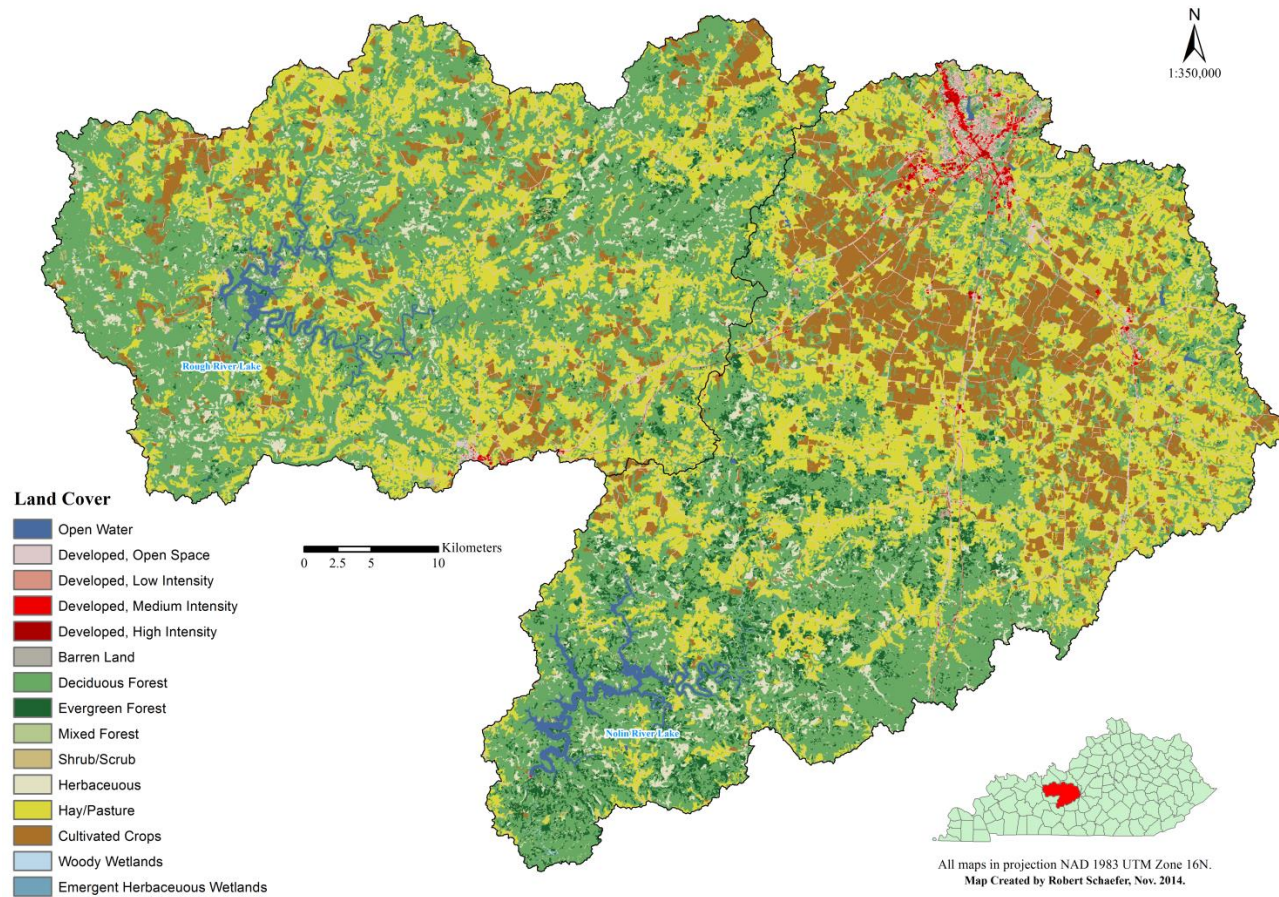 N
1:350,000
Rough River Lake
Land Cover
Open Water
Developed, Open Space
Developed, Low Intensity
Developed, Medium Intensity
Developed, High Intensity
Barren Land
Deciduous Forest
Evergreen Forest
Mixed Forest
Shrub/Scrub
Herbaceuous
Hay/Pasture
Cultivated Crops
Woody Wetlands
Emergent Herbaceuous Wetlands
Kilometers
0 2.5 5 10
Nolin River Lake
All maps in projection NAD 1983 UTM Zone 16N.
Map Created by Robert Schaefer, Nov. 2014.